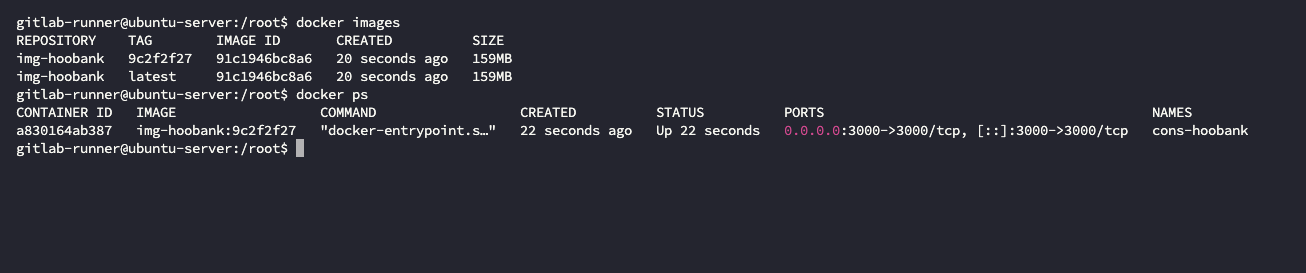 gitlab-runner@ubuntu-server:/root$ docker images
REPOSITORY    TAG        IMAGE ID       CREATED          SIZE
img-hoobank   9c2f2f27   91c1946bc8a6   20 seconds ago   159MB
img-hoobank   latest     91c1946bc8a6   20 seconds ago   159MB
gitlab-runner@ubuntu-server:/root$ docker ps
CONTAINER ID   IMAGE                  COMMAND                  CREATED          STATUS          PORTS                                         NAMES
a830164ab387   img-hoobank:9c2f2f27   "docker-entrypoint.s…"   22 seconds ago   Up 22 seconds   0.0.0.0:3000->3000/tcp, [::]:3000->3000/tcp   cons-hoobank
gitlab-runner@ubuntu-server:/root$